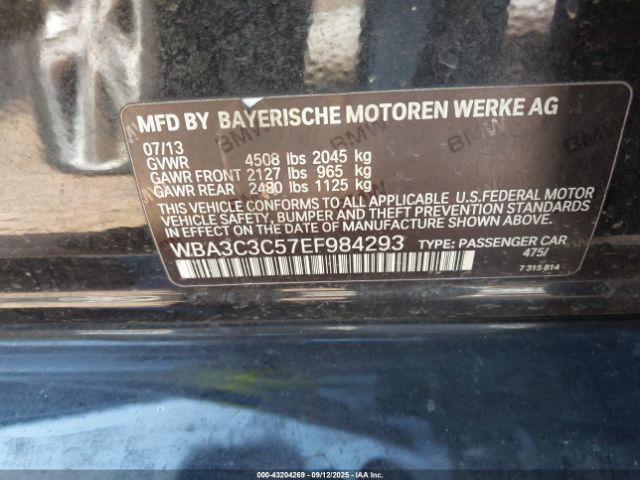 MFD BY BAYERISCHE MOTOREN WERKE AG
07/13
GVWR 4508 lbs 2045 kg
GAWR FRONT 2127 lbs 965 kg
GAWR REAR 2480 lbs 1125 kg
THIS VEHICLE CONFORMS TO ALL APPLICABLE U.S.FEDERAL MOTOR
VEHICLE SAFETY, BUMPER AND THEFT PREVENTION STANDARDS
IN EFFECT ON THE DATE OF MANUFACTURE SHOWN ABOVE.
WBA3C3C57EF984293 TYPE: PASSENGER CAR
475/
7 315 814
000-43204269 - 09/12/2025 - IAAI.COM